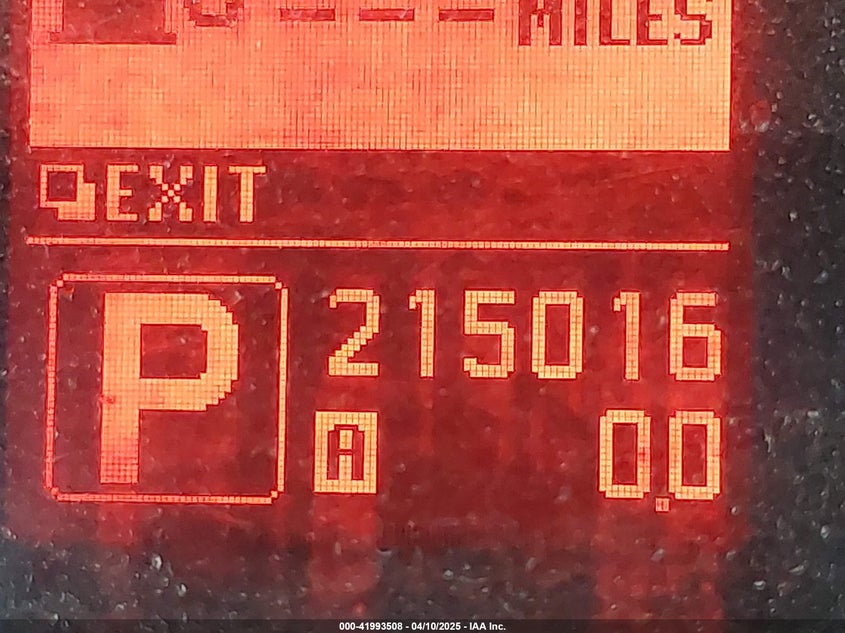 --- MILES
EXIT
P 215016
A 0.0
000-41993508 - 04/10/2025 - IAA Inc.